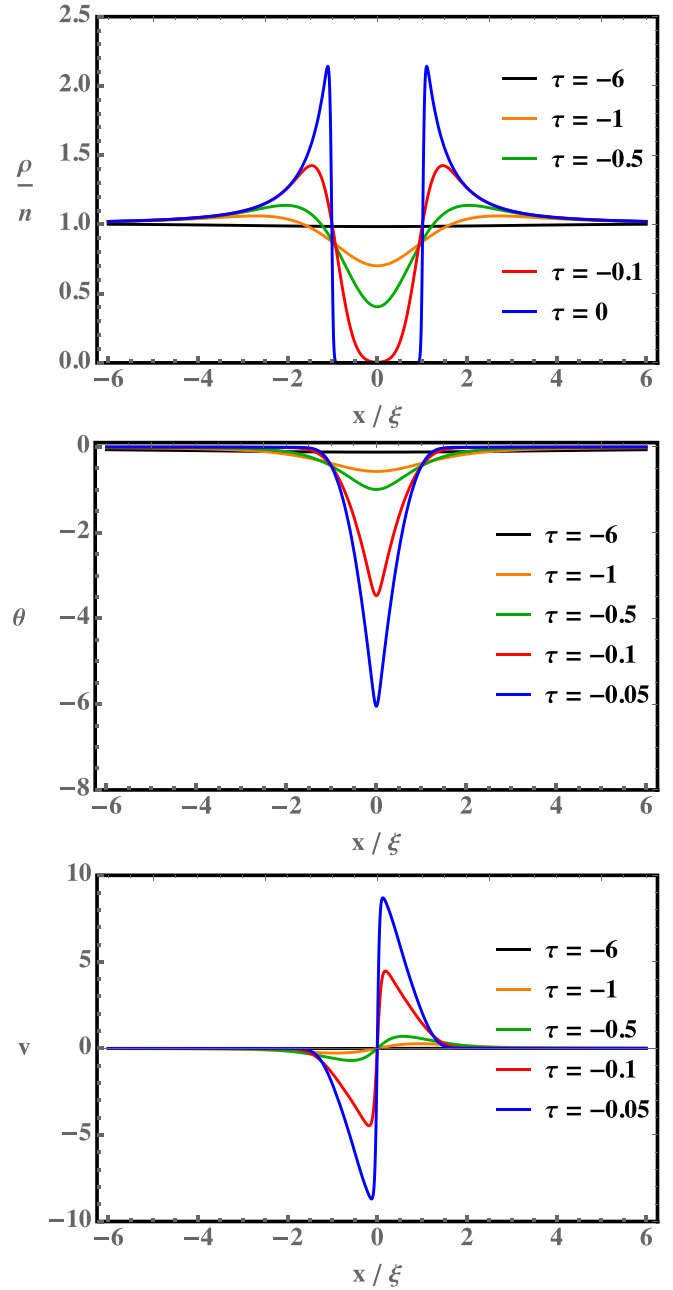 2.5
2.0
1.5
1.0
0.5
0.0
ρ
n
τ = −6
τ = −1
τ = −0.5
τ = −0.1
τ = 0
−6 −4 −2 0 2 4 6
x / ξ
0
−2
−4
−6
−8
θ
τ = −6
τ = −1
τ = −0.5
τ = −0.1
τ = −0.05
−6 −4 −2 0 2 4 6
x / ξ
10
5
0
−5
−10
v
τ = −6
τ = −1
τ = −0.5
τ = −0.1
τ = −0.05
−6 −4 −2 0 2 4 6
x / ξ